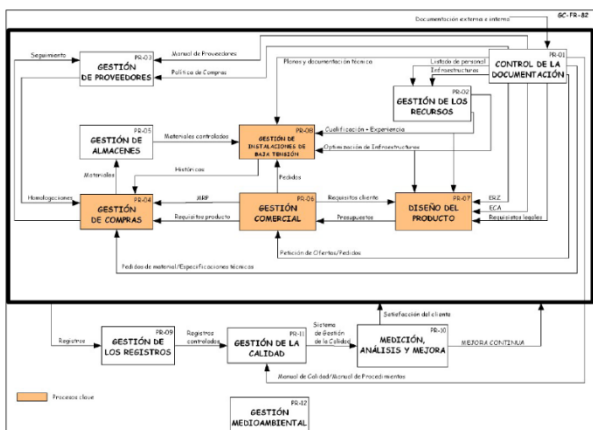 GC-PR-82
Documentación externa e interna
PR-01
CONTROL DE LA
DOCUMENTACIÓN
Seguimiento
PR-03
GESTIÓN
DE PROVEEDORES
Manual de Proveedores
Política de Compras
Planos y documentación técnica
Listado de personal
Infraestructuras
PR-02
GESTIÓN DE LOS
RECURSOS
PR-05
GESTIÓN DE
ALMACENES
Materiales controlados
PR-08
GESTIÓN DE
INSTALACIONES DE
BAJA TENSIÓN
Cualificación + Experiencia
Optimización de Infraestructuras
Materiales
Históricos
Pedidos
Homologaciones
PR-04
GESTIÓN
DE COMPRAS
MRP
Requisitos producto
PR-06
GESTIÓN
COMERCIAL
Requisitos cliente
Presupuestos
PR-07
DISEÑO DEL
PRODUCTO
ECA
Requisitos legales
Petición de Ofertas/Pedidos
Pedidos de material/Especificaciones técnicas
Satisfacción del cliente
Registros
PR-09
GESTIÓN DE
LOS REGISTROS
Registros
controlados
PR-11
GESTIÓN DE LA
CALIDAD
Sistema
de Gestión
de la Calidad
PR-10
MEDICIÓN,
ANÁLISIS Y MEJORA
MEJORA CONTINUA
Manual de Calidad/Manual de Procedimientos
Procesos clave
PR-12
GESTIÓN
MEDIOAMBIENTAL